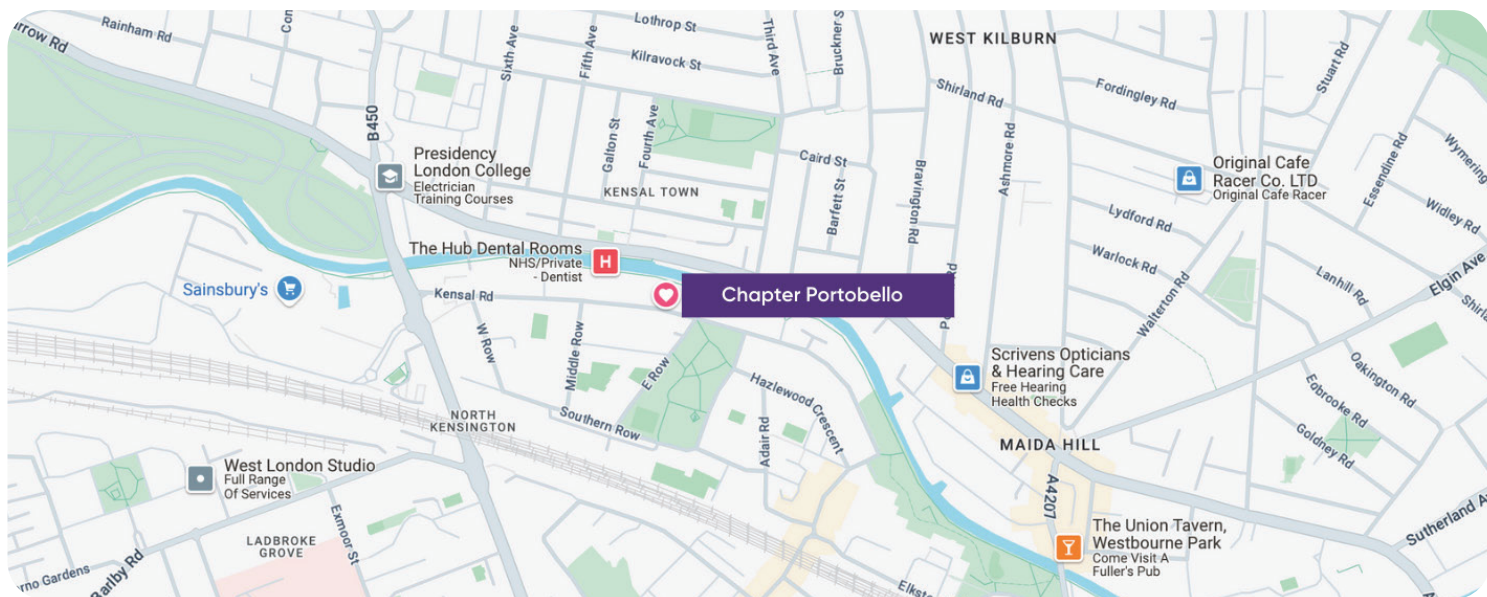 Rainham Rd
Lothrop St
Third Ave
WEST KILBURN
Stuart Rd
Sixth Ave
Fifth Ave
Kilravock St
Shirland Rd
Fordingley Rd
B450
Presidency
London College
Electrician
Training Courses
Galton St
Fourth Ave
Caird St
Barfett St
Bravington Rd
Ashmore Rd
Original Cafe
Racer Co. LTD
Original Cafe Racer
Essendine Rd
Wymering
Widley Rd
KENSAL TOWN
Lydford Rd
Warlock Rd
Walterton Rd
Lanhill Rd
Elgin Ave
The Hub Dental Rooms
NHS/Private
- Dentist
H
Sainsbury's
Kensal Rd
Chapter Portobello
W Row
Middle Row
E Row
Southern Row
Hazlewood Crescent
Adair Rd
Scrivens Opticians
& Hearing Care
Free Hearing
Health Checks
Oakington Rd
Eobrooke Rd
Goldney Rd
NORTH
KENSINGTON
MAIDA HILL
A4207
West London Studio
Full Range
Of Services
Exmoor St
LADBROKE
GROVE
Barlby Rd
The Union Tavern,
Westbourne Park
Come Visit A
Fuller's Pub